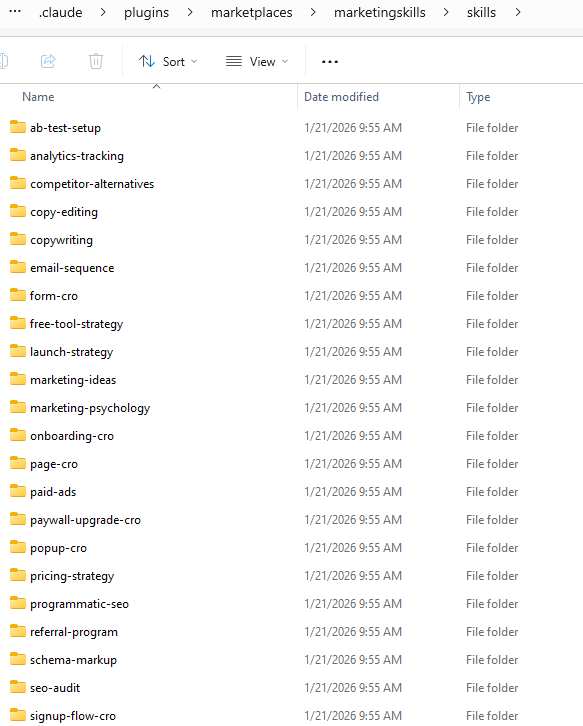 ... .claude > plugins > marketplaces > marketingskills > skills >
Sort View ...
Name Date modified Type
ab-test-setup 1/21/2026 9:55 AM File folder
analytics-tracking 1/21/2026 9:55 AM File folder
competitor-alternatives 1/21/2026 9:55 AM File folder
copy-editing 1/21/2026 9:55 AM File folder
copywriting 1/21/2026 9:55 AM File folder
email-sequence 1/21/2026 9:55 AM File folder
form-cro 1/21/2026 9:55 AM File folder
free-tool-strategy 1/21/2026 9:55 AM File folder
launch-strategy 1/21/2026 9:55 AM File folder
marketing-ideas 1/21/2026 9:55 AM File folder
marketing-psychology 1/21/2026 9:55 AM File folder
onboarding-cro 1/21/2026 9:55 AM File folder
page-cro 1/21/2026 9:55 AM File folder
paid-ads 1/21/2026 9:55 AM File folder
paywall-upgrade-cro 1/21/2026 9:55 AM File folder
popup-cro 1/21/2026 9:55 AM File folder
pricing-strategy 1/21/2026 9:55 AM File folder
programmatic-seo 1/21/2026 9:55 AM File folder
referral-program 1/21/2026 9:55 AM File folder
schema-markup 1/21/2026 9:55 AM File folder
seo-audit 1/21/2026 9:55 AM File folder
signup-flow-cro 1/21/2026 9:55 AM File folder